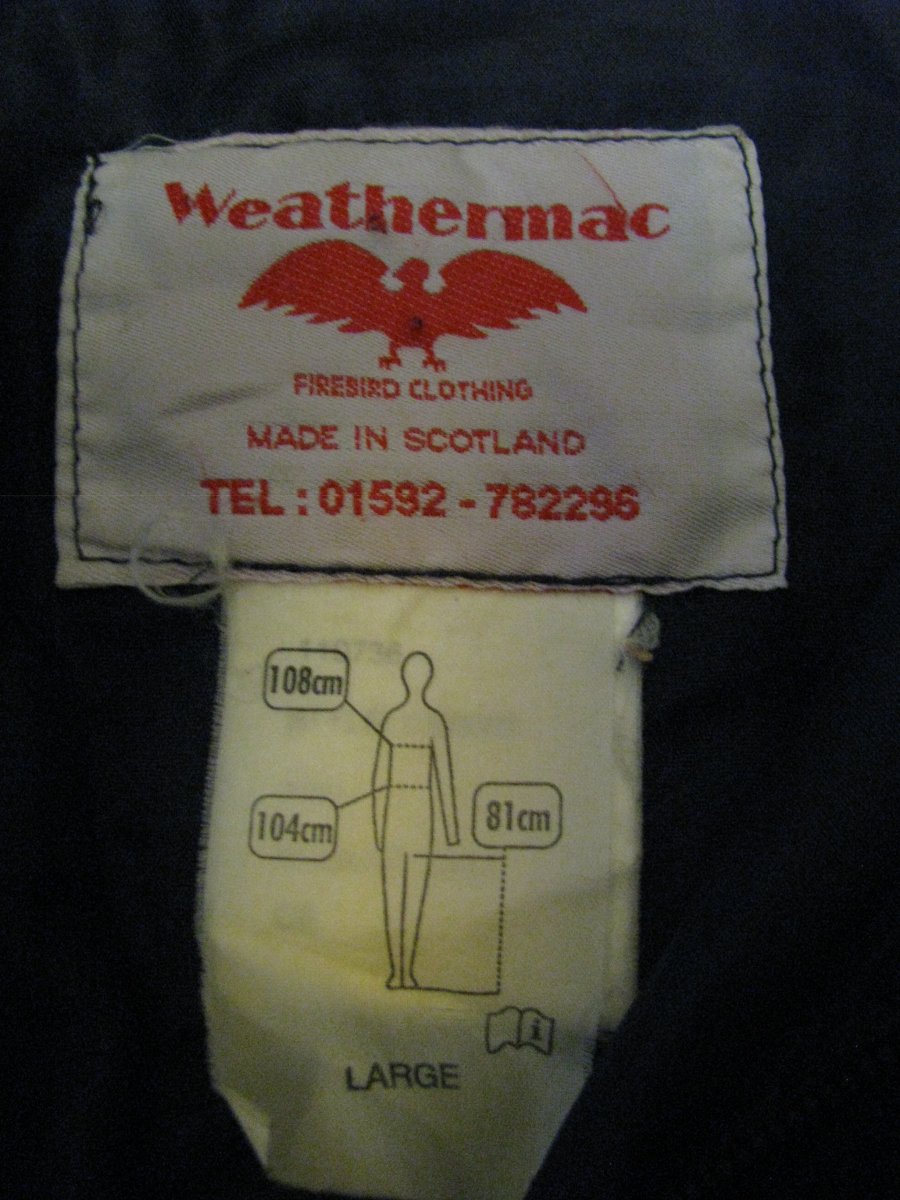 Weathermac
FIREBIRD CLOTHING
MADE IN SCOTLAND
TEL : 01592 - 782296
108cm
104cm
81cm
i
LARGE